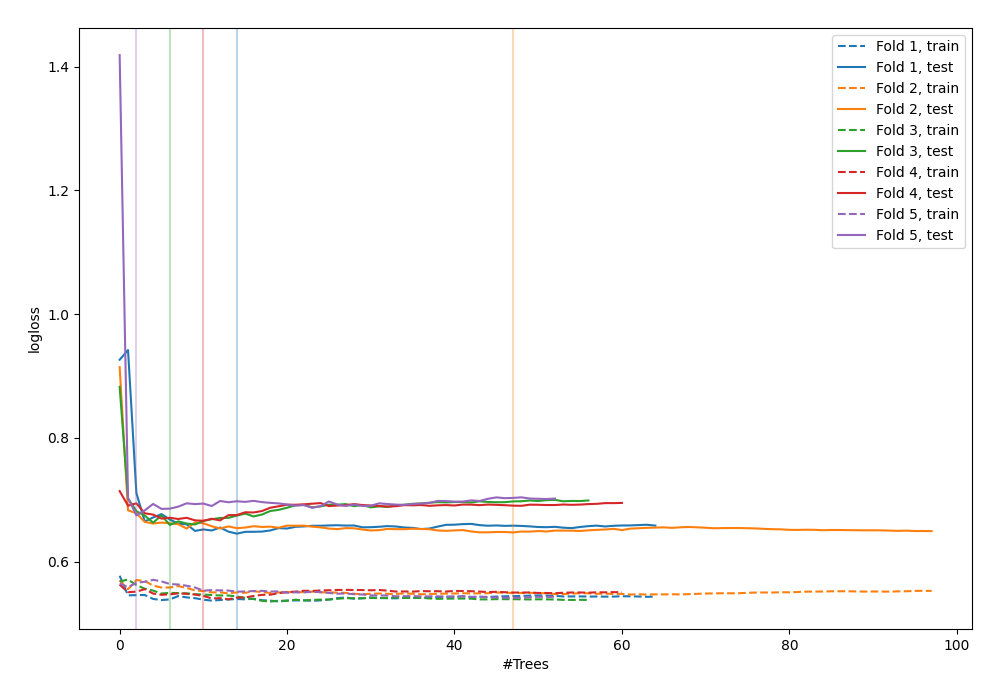 1.4
1.2
1.0
0.8
0.6
logloss
0
20
40
60
80
100
#Trees
Fold 1, train
Fold 1, test
Fold 2, train
Fold 2, test
Fold 3, train
Fold 3, test
Fold 4, train
Fold 4, test
Fold 5, train
Fold 5, test